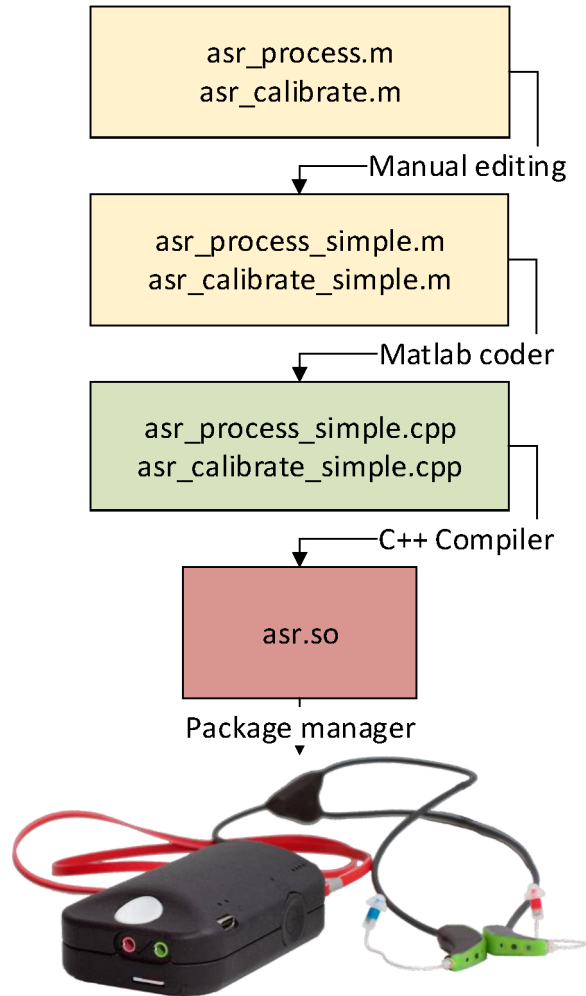 asr_process.m
asr_calibrate.m
Manual editing
asr_process_simple.m
asr_calibrate_simple.m
Matlab coder
asr_process_simple.cpp
asr_calibrate_simple.cpp
C++ Compiler
asr.so
Package manager